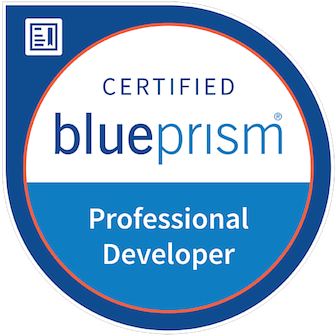 CERTIFIED
blueprism®
Professional
Developer